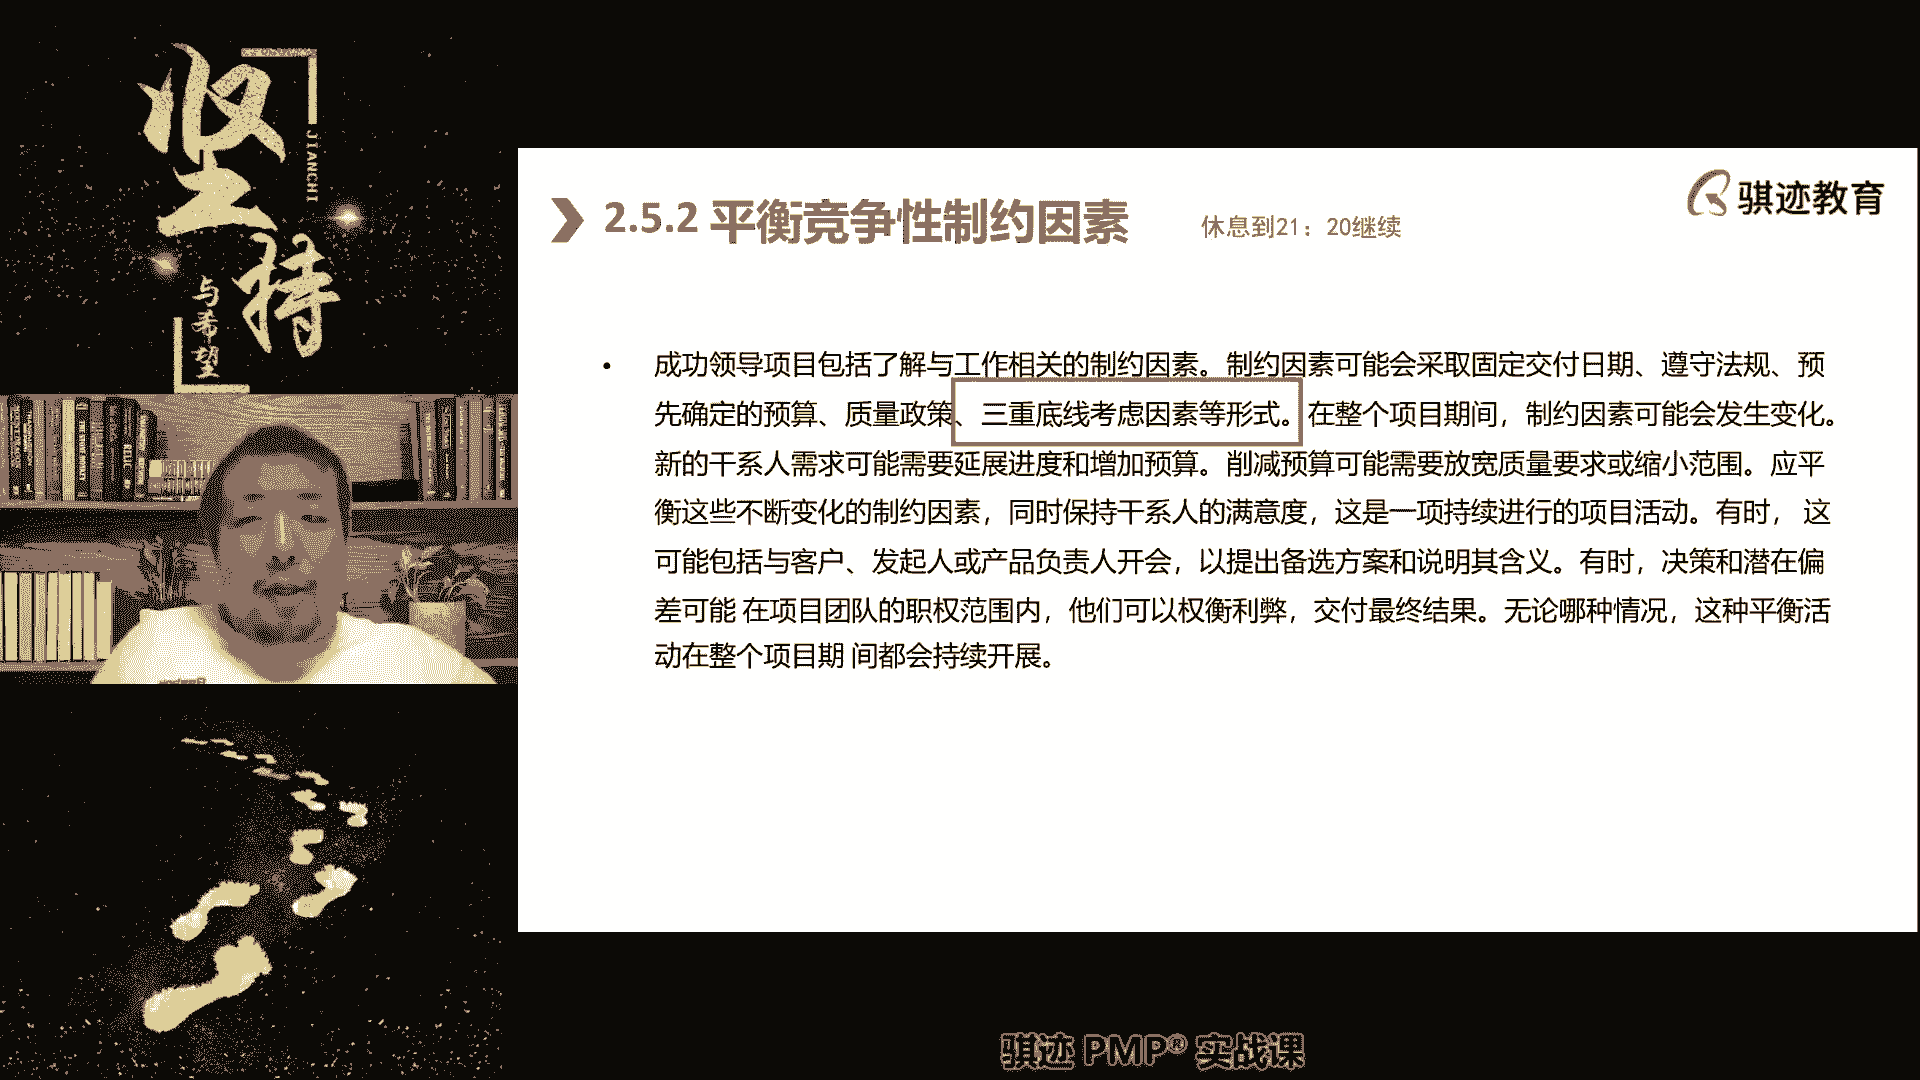 坚持
JIANCHI
与希望
骐迹教育
2.5.2 平衡竞争性制约因素
休息到21：20继续
• 成功领导项目包括了解与工作相关的制约因素。制约因素可能会采取固定交付日期、遵守法规、预
先确定的预算、质量政策、三重底线考虑因素等形式。在整个项目期间，制约因素可能会发生变化。
新的干系人需求可能需要延展进度和增加预算。削减预算可能需要放宽质量要求或缩小范围。应平
衡这些不断变化的制约因素，同时保持干系人的满意度，这是一项持续进行的项目活动。有时， 这
可能包括与客户、发起人或产品负责人开会，以提出备选方案和说明其含义。有时，决策和潜在偏
差可能 在项目团队的职权范围内，他们可以权衡利弊，交付最终结果。无论哪种情况，这种平衡活
动在整个项目期 间都会持续开展。
骐迹 PMP® 实战课